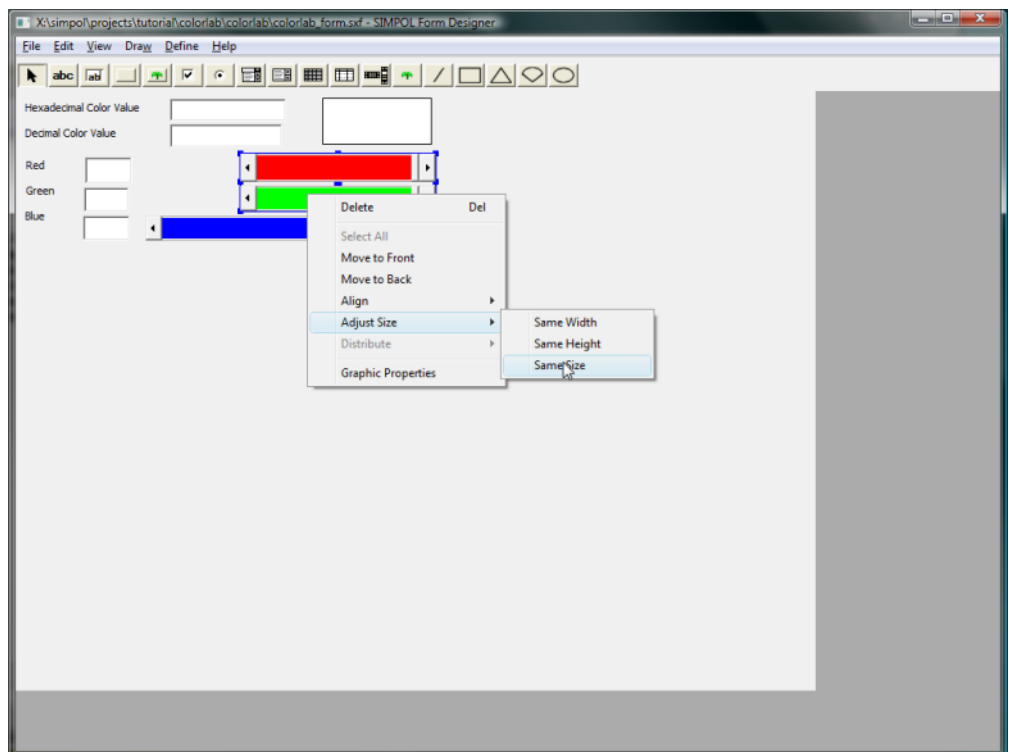 X:\simpol\projects\tutorial\colorlab\colorlab\colorlab_form.sxf - SIMPOL Form Designer
File Edit View Draw Define Help
abc ab
Hexadecimal Color Value
Decimal Color Value
Red
Green
Blue
Delete Del
Select All
Move to Front
Move to Back
Align
Adjust Size
Distribute
Graphic Properties
Same Width
Same Height
Same Size